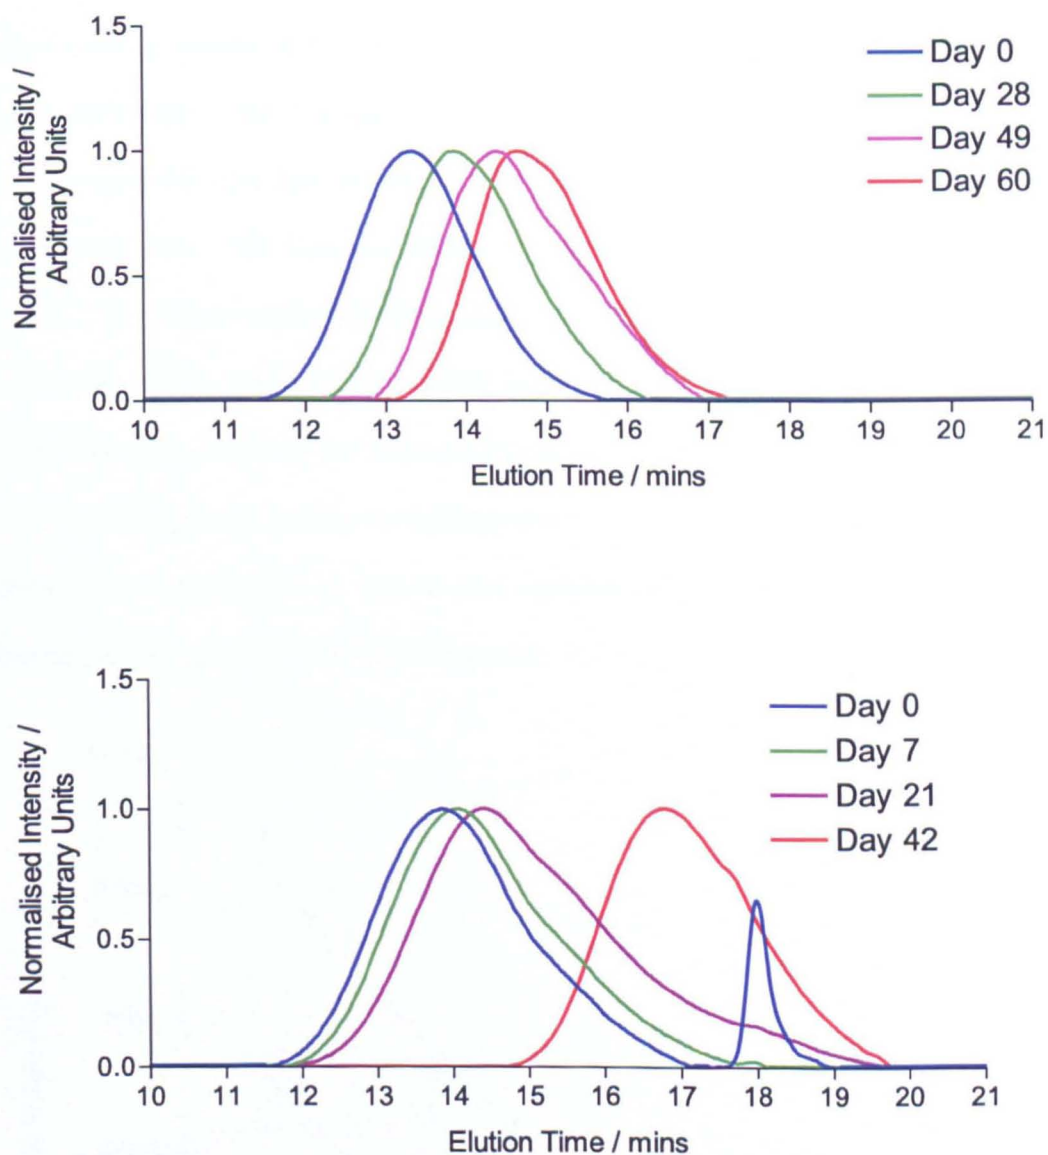 1.5
1.0
0.5
0.0
Normalised Intensity /
Arbitrary Units
Day 0
Day 28
Day 49
Day 60
10 11 12 13 14 15 16 17 18 19 20 21
Elution Time / mins
1.5
1.0
0.5
0.0
Normalised Intensity /
Arbitrary Units
Day 0
Day 7
Day 21
Day 42
10 11 12 13 14 15 16 17 18 19 20 21
Elution Time / mins